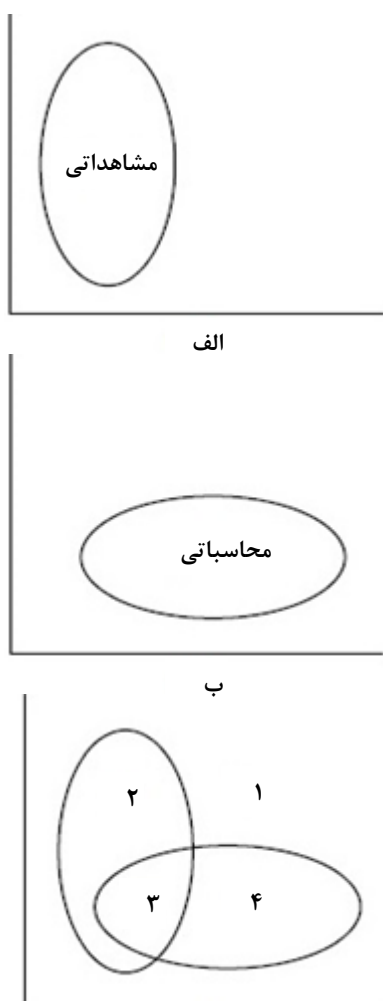 مشاهداتی
الف
محاسباتی
ب
۲ ۱
۳ ۴